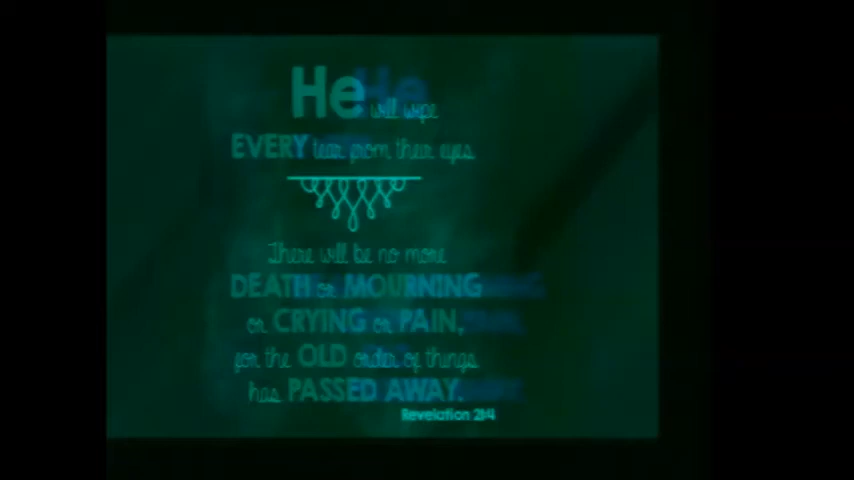 He will wipe
EVERY tear from their eyes.
There will be no more
DEATH or MOURNING
or CRYING or PAIN,
for the OLD order of things
has PASSED AWAY.
Revelation 21:4